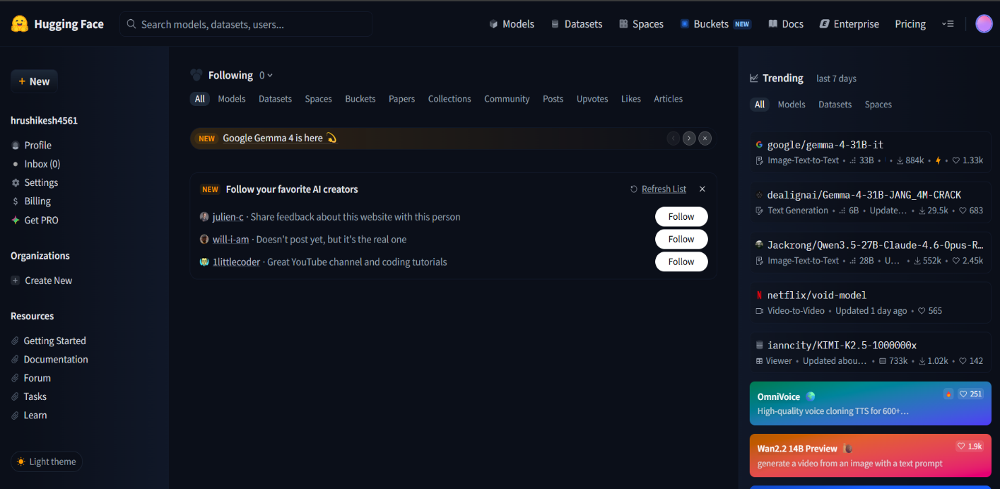 Hugging Face
Search models, datasets, users...
Models
Datasets
Spaces
Buckets NEW
Docs
Enterprise
Pricing
+ New
hrushikesh4561
Profile
Inbox (0)
Settings
Billing
Get PRO
Organizations
Create New
Resources
Getting Started
Documentation
Forum
Tasks
Learn
Light theme
Following 0
All Models Datasets Spaces Buckets Papers Collections Community Posts Upvotes Likes Articles
NEW Google Gemma 4 is here 💫
NEW Follow your favorite AI creators Refresh List
julien-c · Share feedback about this website with this person Follow
will-i-am · Doesn't post yet, but it's the real one Follow
1littlecoder · Great YouTube channel and coding tutorials Follow
Trending last 7 days
All Models Datasets Spaces
google/gemma-4-31B-it
Image-Text-to-Text • 33B • • 884k • • 1.33k
dealignai/Gemma-4-31B-JANG_4M-CRACK
Text Generation • 6B • Update... • 29.5k • 683
Jackrong/Qwen3.5-27B-Claude-4.6-Opus-R...
Image-Text-to-Text • 28B • U... • 552k • 2.45k
netflix/void-model
Video-to-Video • Updated 1 day ago • 565
ianncity/KIMI-K2.5-1000000x
Viewer • Updated abou... • 733k • 1.02k • 142
OmniVoice 🌍 251
High-quality voice cloning TTS for 600+...
Wan2.2 14B Preview 1.9k
generate a video from an image with a text prompt